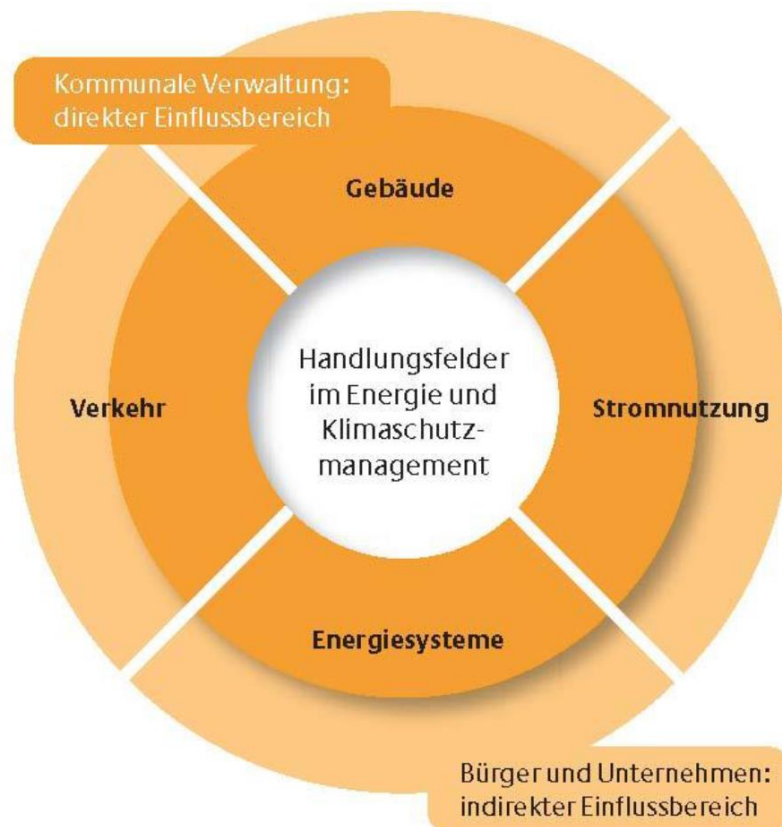 Kommunale Verwaltung:
direkter Einflussbereich
Gebäude
Handlungsfelder
im Energie und
Klimaschutz-
management
Verkehr
Stromnutzung
Energiesysteme
Bürger und Unternehmen:
indirekter Einflussbereich